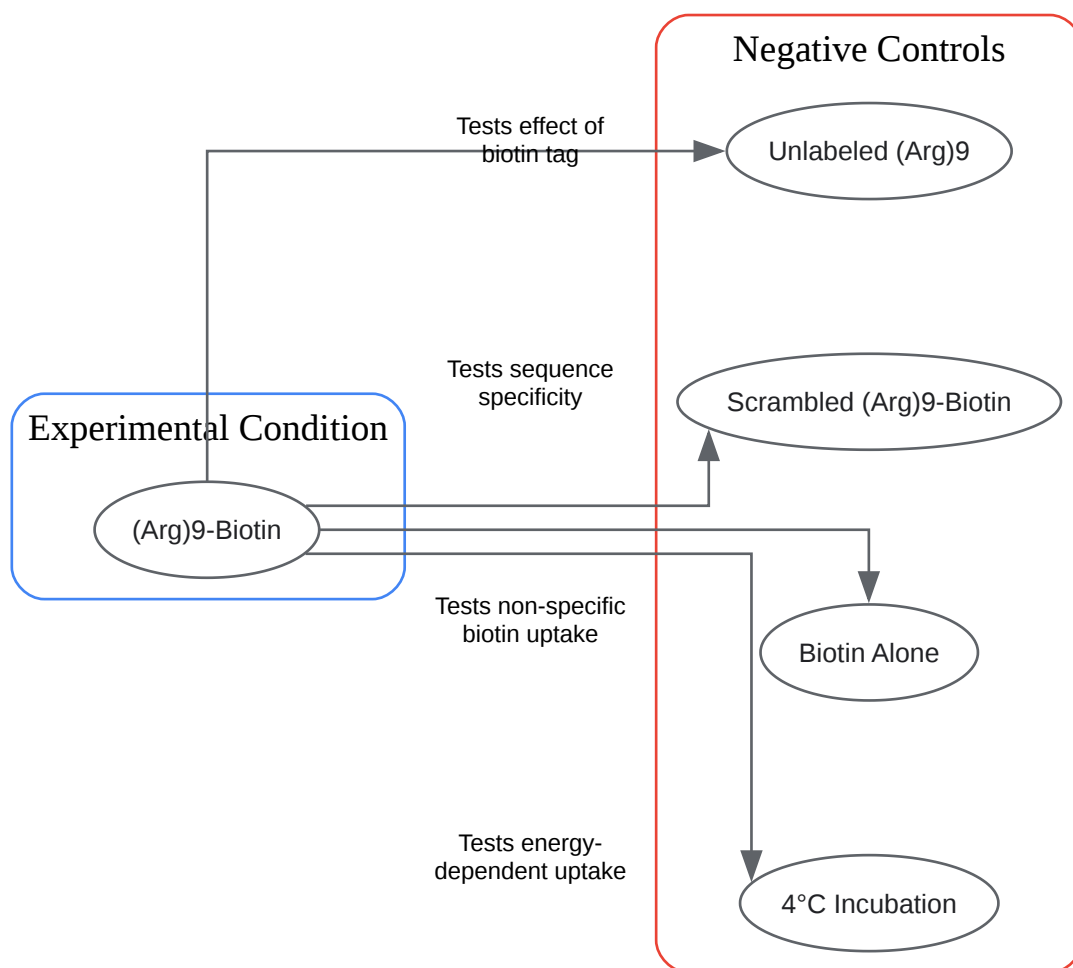 Negative Controls
Tests effect of
biotin tag
Unlabeled (Arg)9
Tests sequence
specificity
Scrambled (Arg)9-Biotin
Experimental Condition
(Arg)9-Biotin
Tests non-specific
biotin uptake
Biotin Alone
Tests energy-
dependent uptake
4°C Incubation